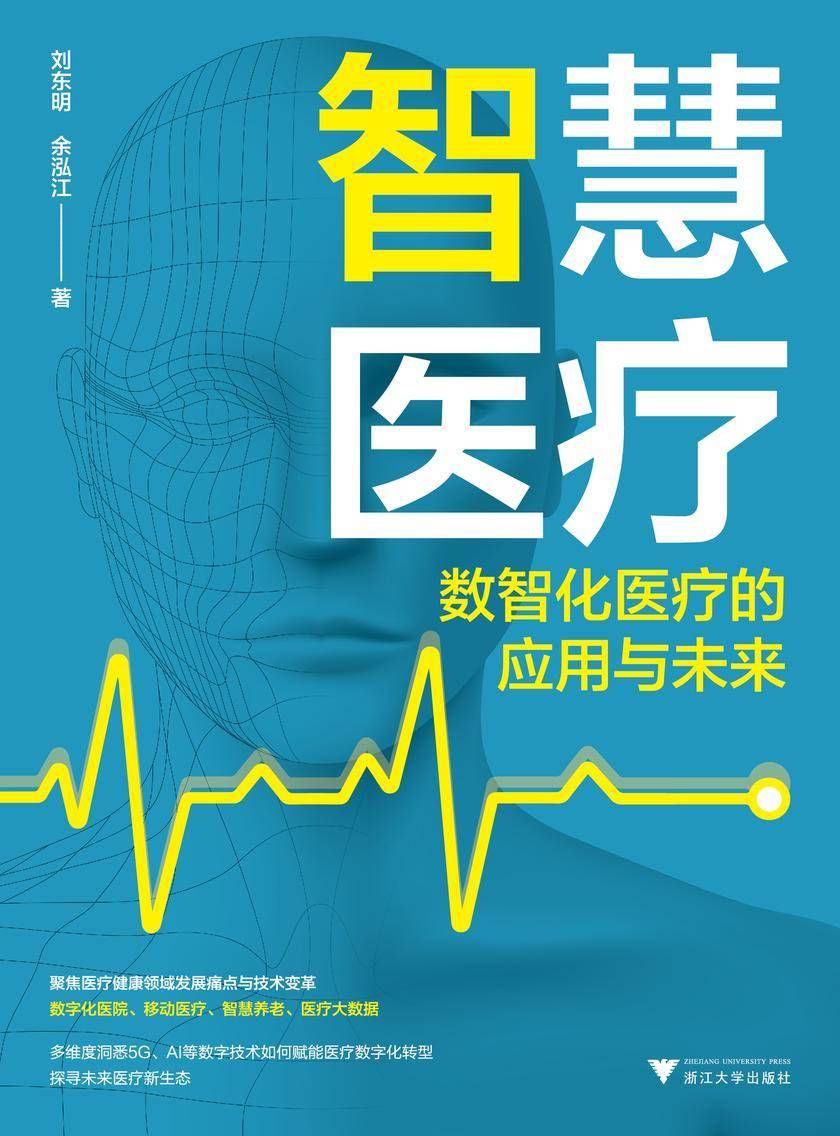 刘东明 余泓江——著
智慧
医疗
数智化医疗的
应用与未来
聚焦医疗健康领域发展痛点与技术变革
数字化医院、移动医疗、智慧养老、医疗大数据
多维度洞悉5G、AI等数字技术如何赋能医疗数字化转型
探寻未来医疗新生态
ZHEJIANG UNIVERSITY PRESS
浙江大学出版社